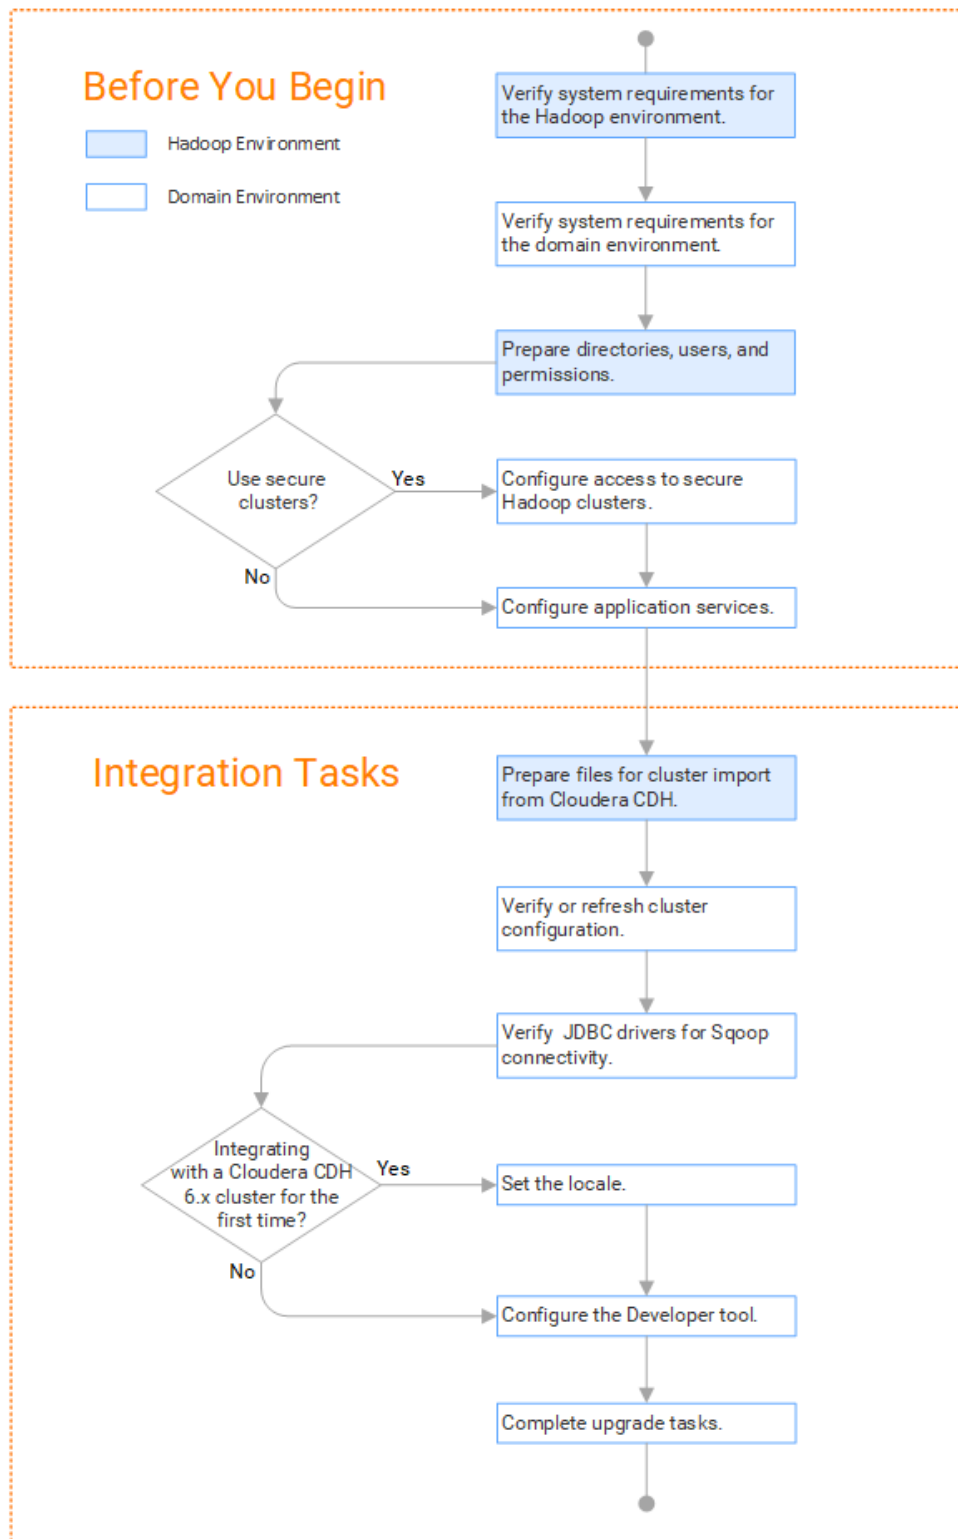 Before You Begin
Hadoop Environment
Domain Environment
Verify system requirements for
the Hadoop environment.
Verify system requirements for
the domain environment.
Prepare directories, users, and
permissions.
Use secure
clusters?
Yes
No
Configure access to secure
Hadoop clusters.
Configure application services.
Integration Tasks
Prepare files for cluster import
from Cloudera CDH.
Verify or refresh cluster
configuration.
Verify  JDBC drivers for Sqoop
connectivity.
Integrating
with a Cloudera CDH
6.x cluster for the
first time?
Yes
No
Set the locale.
Configure the Developer tool.
Complete upgrade tasks.